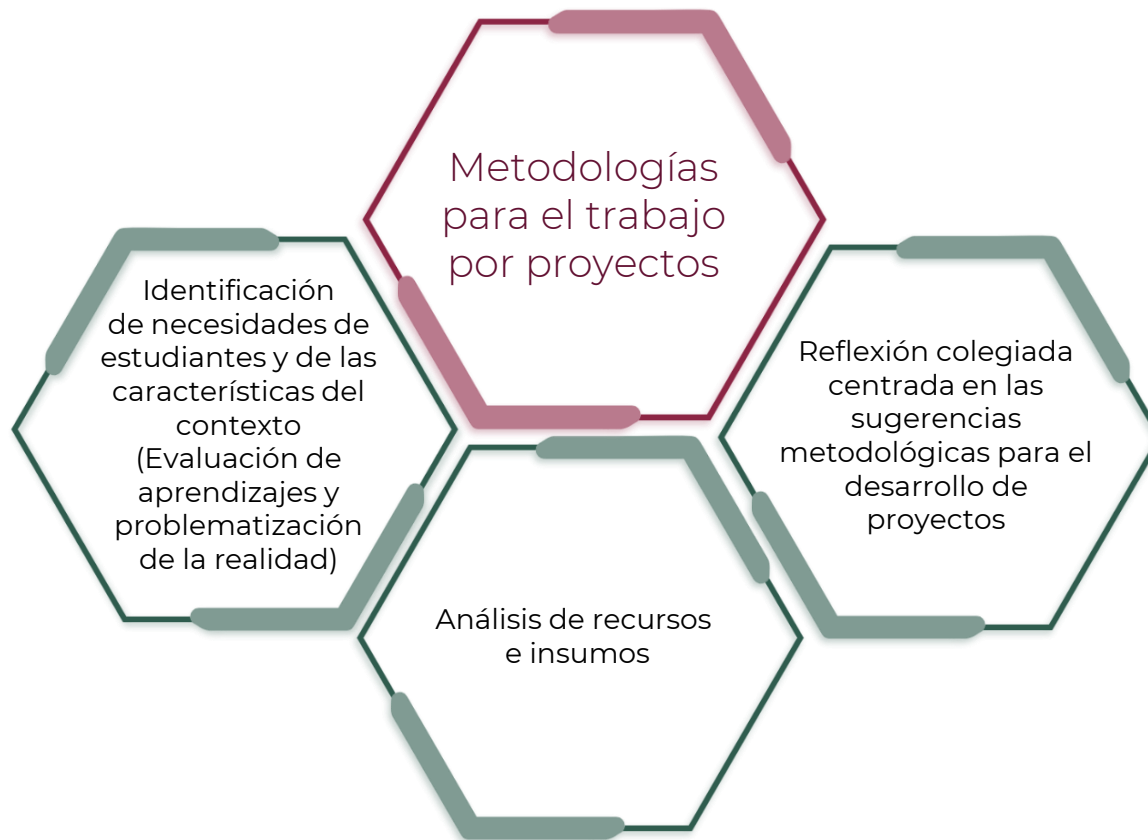 Metodologías
para el trabajo
por proyectos
Identificación
de necesidades de
estudiantes y de las
características del
contexto
(Evaluación de
aprendizajes y
problematización
de la realidad)
Análisis de recursos
e insumos
Reflexión colegiada
centrada en las
sugerencias
metodológicas para el
desarrollo de
proyectos